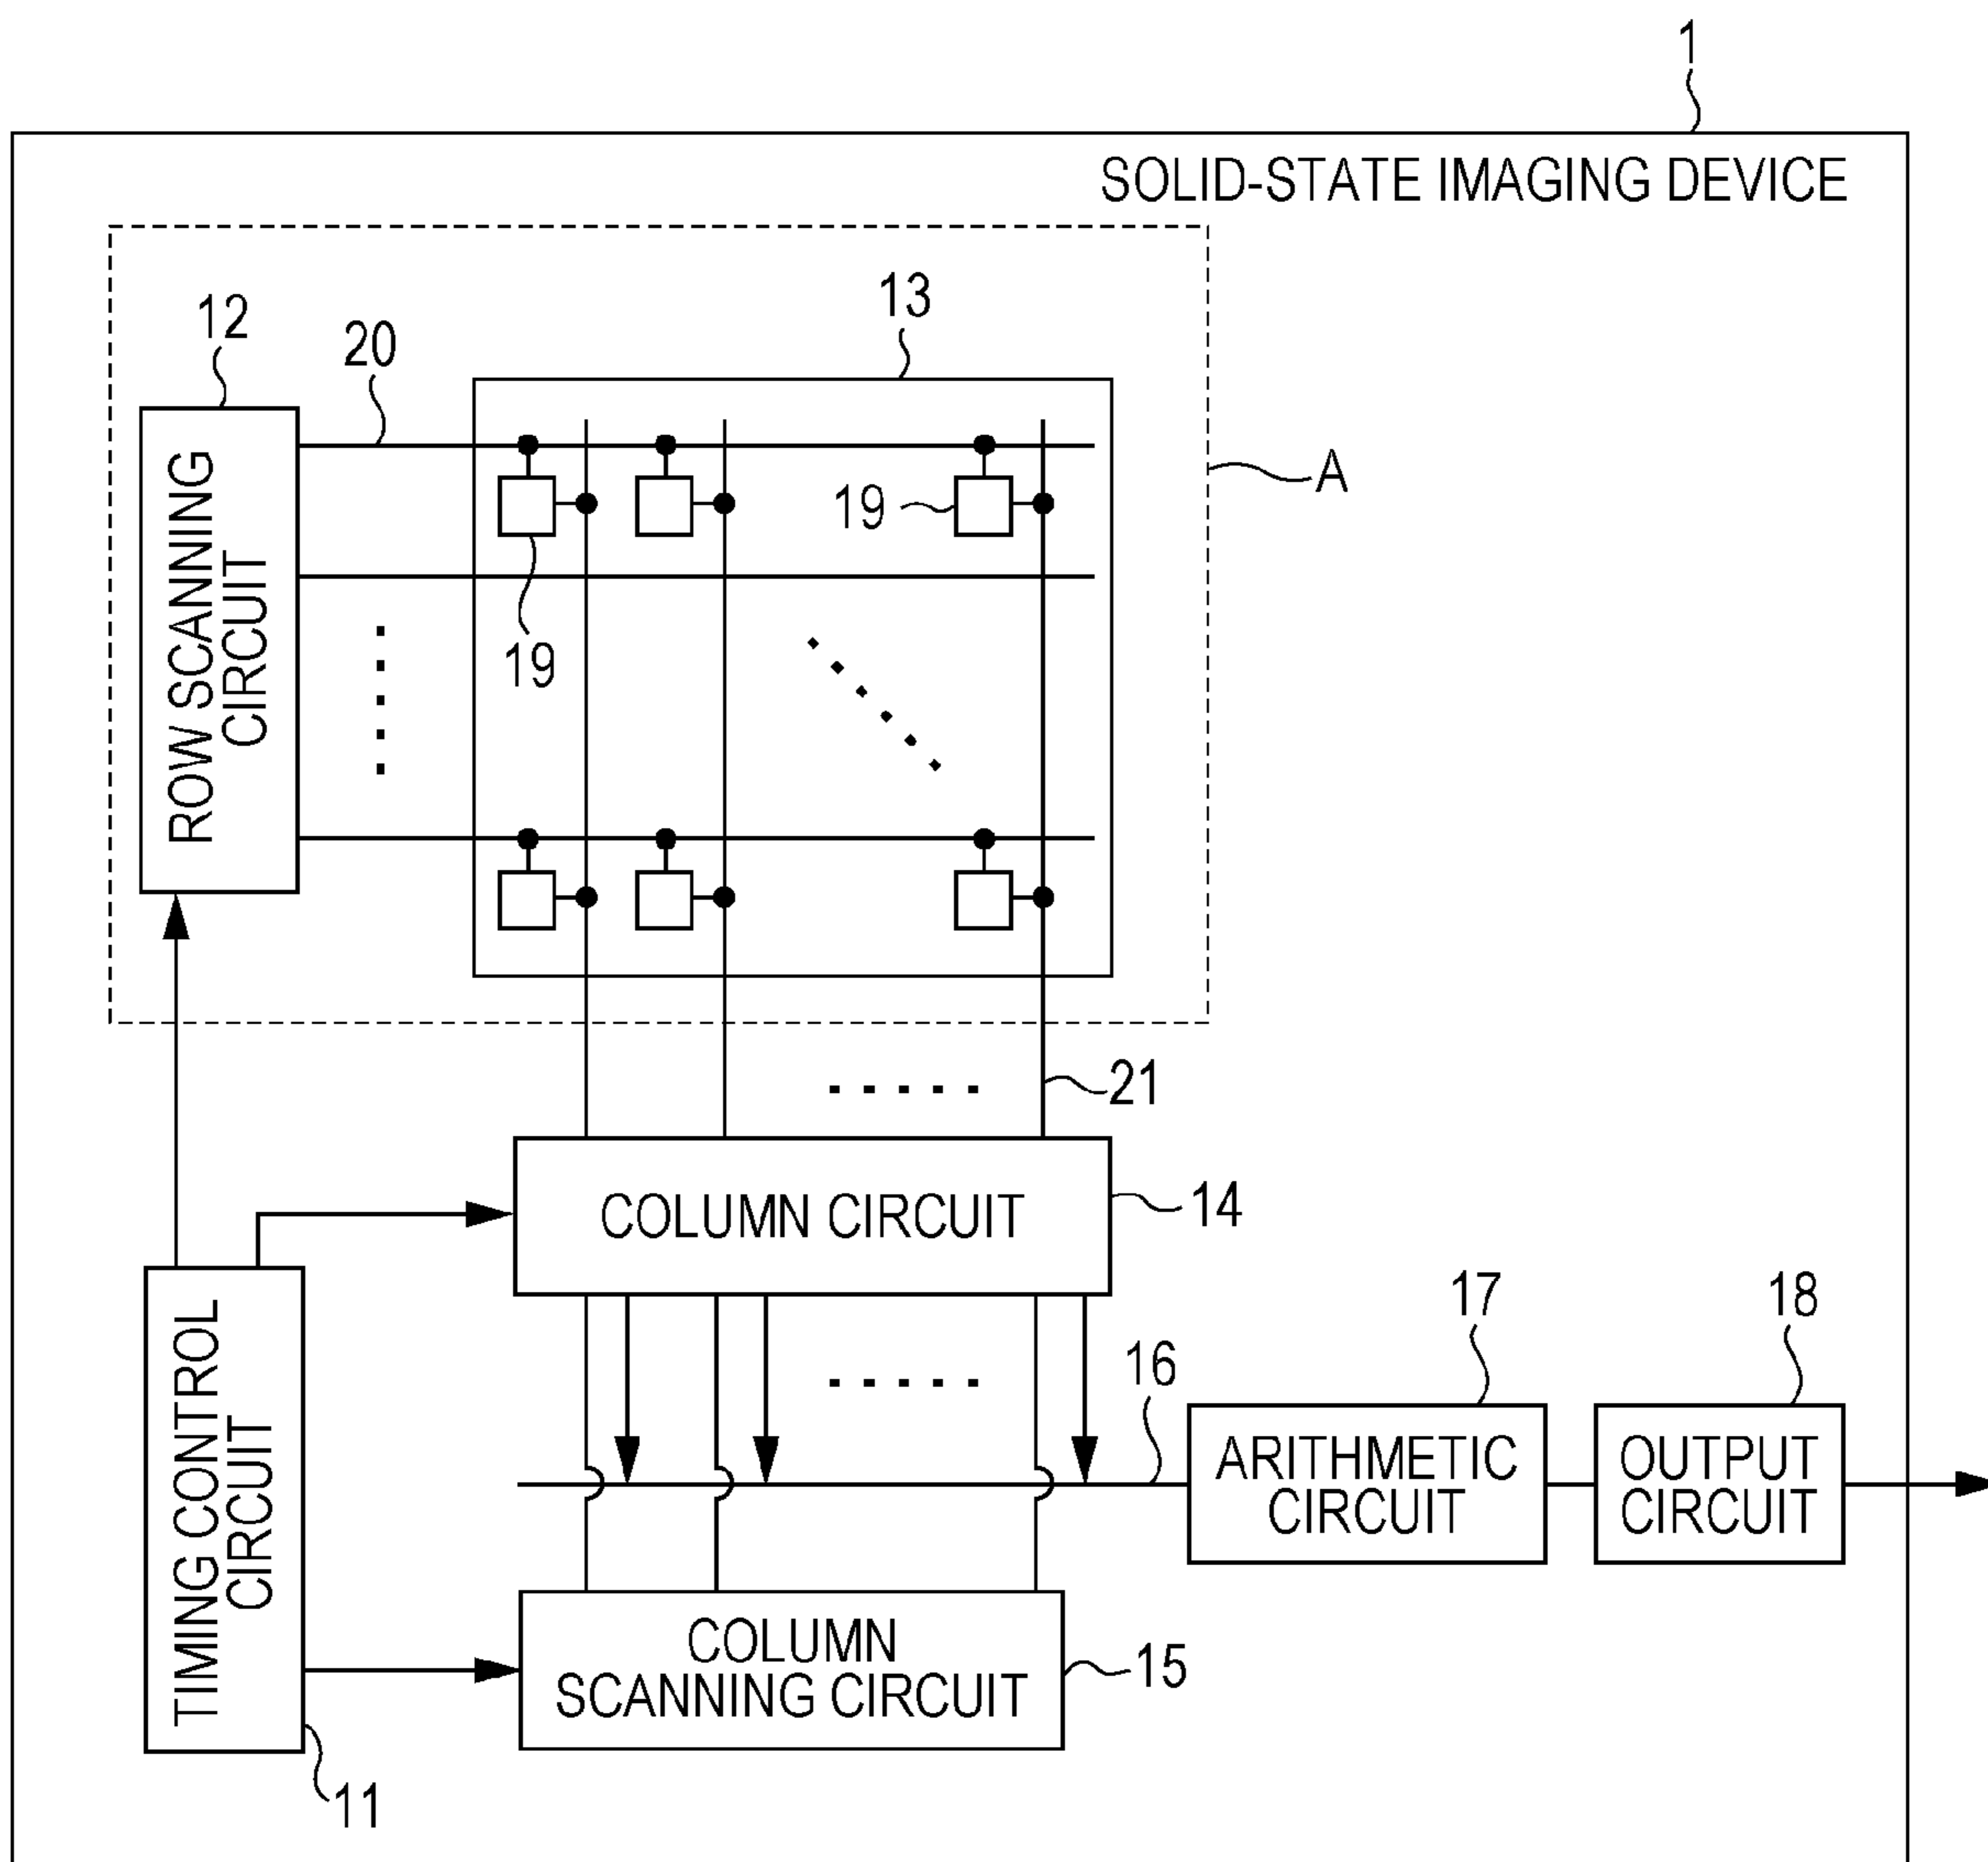 1
SOLID-STATE IMAGING DEVICE
12
20
13
A
ROW SCANNING
CIRCUIT
19
19
21
COLUMN CIRCUIT
14
TIMING CONTROL
CIRCUIT
16
17
18
ARITHMETIC
CIRCUIT
OUTPUT
CIRCUIT
COLUMN
SCANNING CIRCUIT
15
11